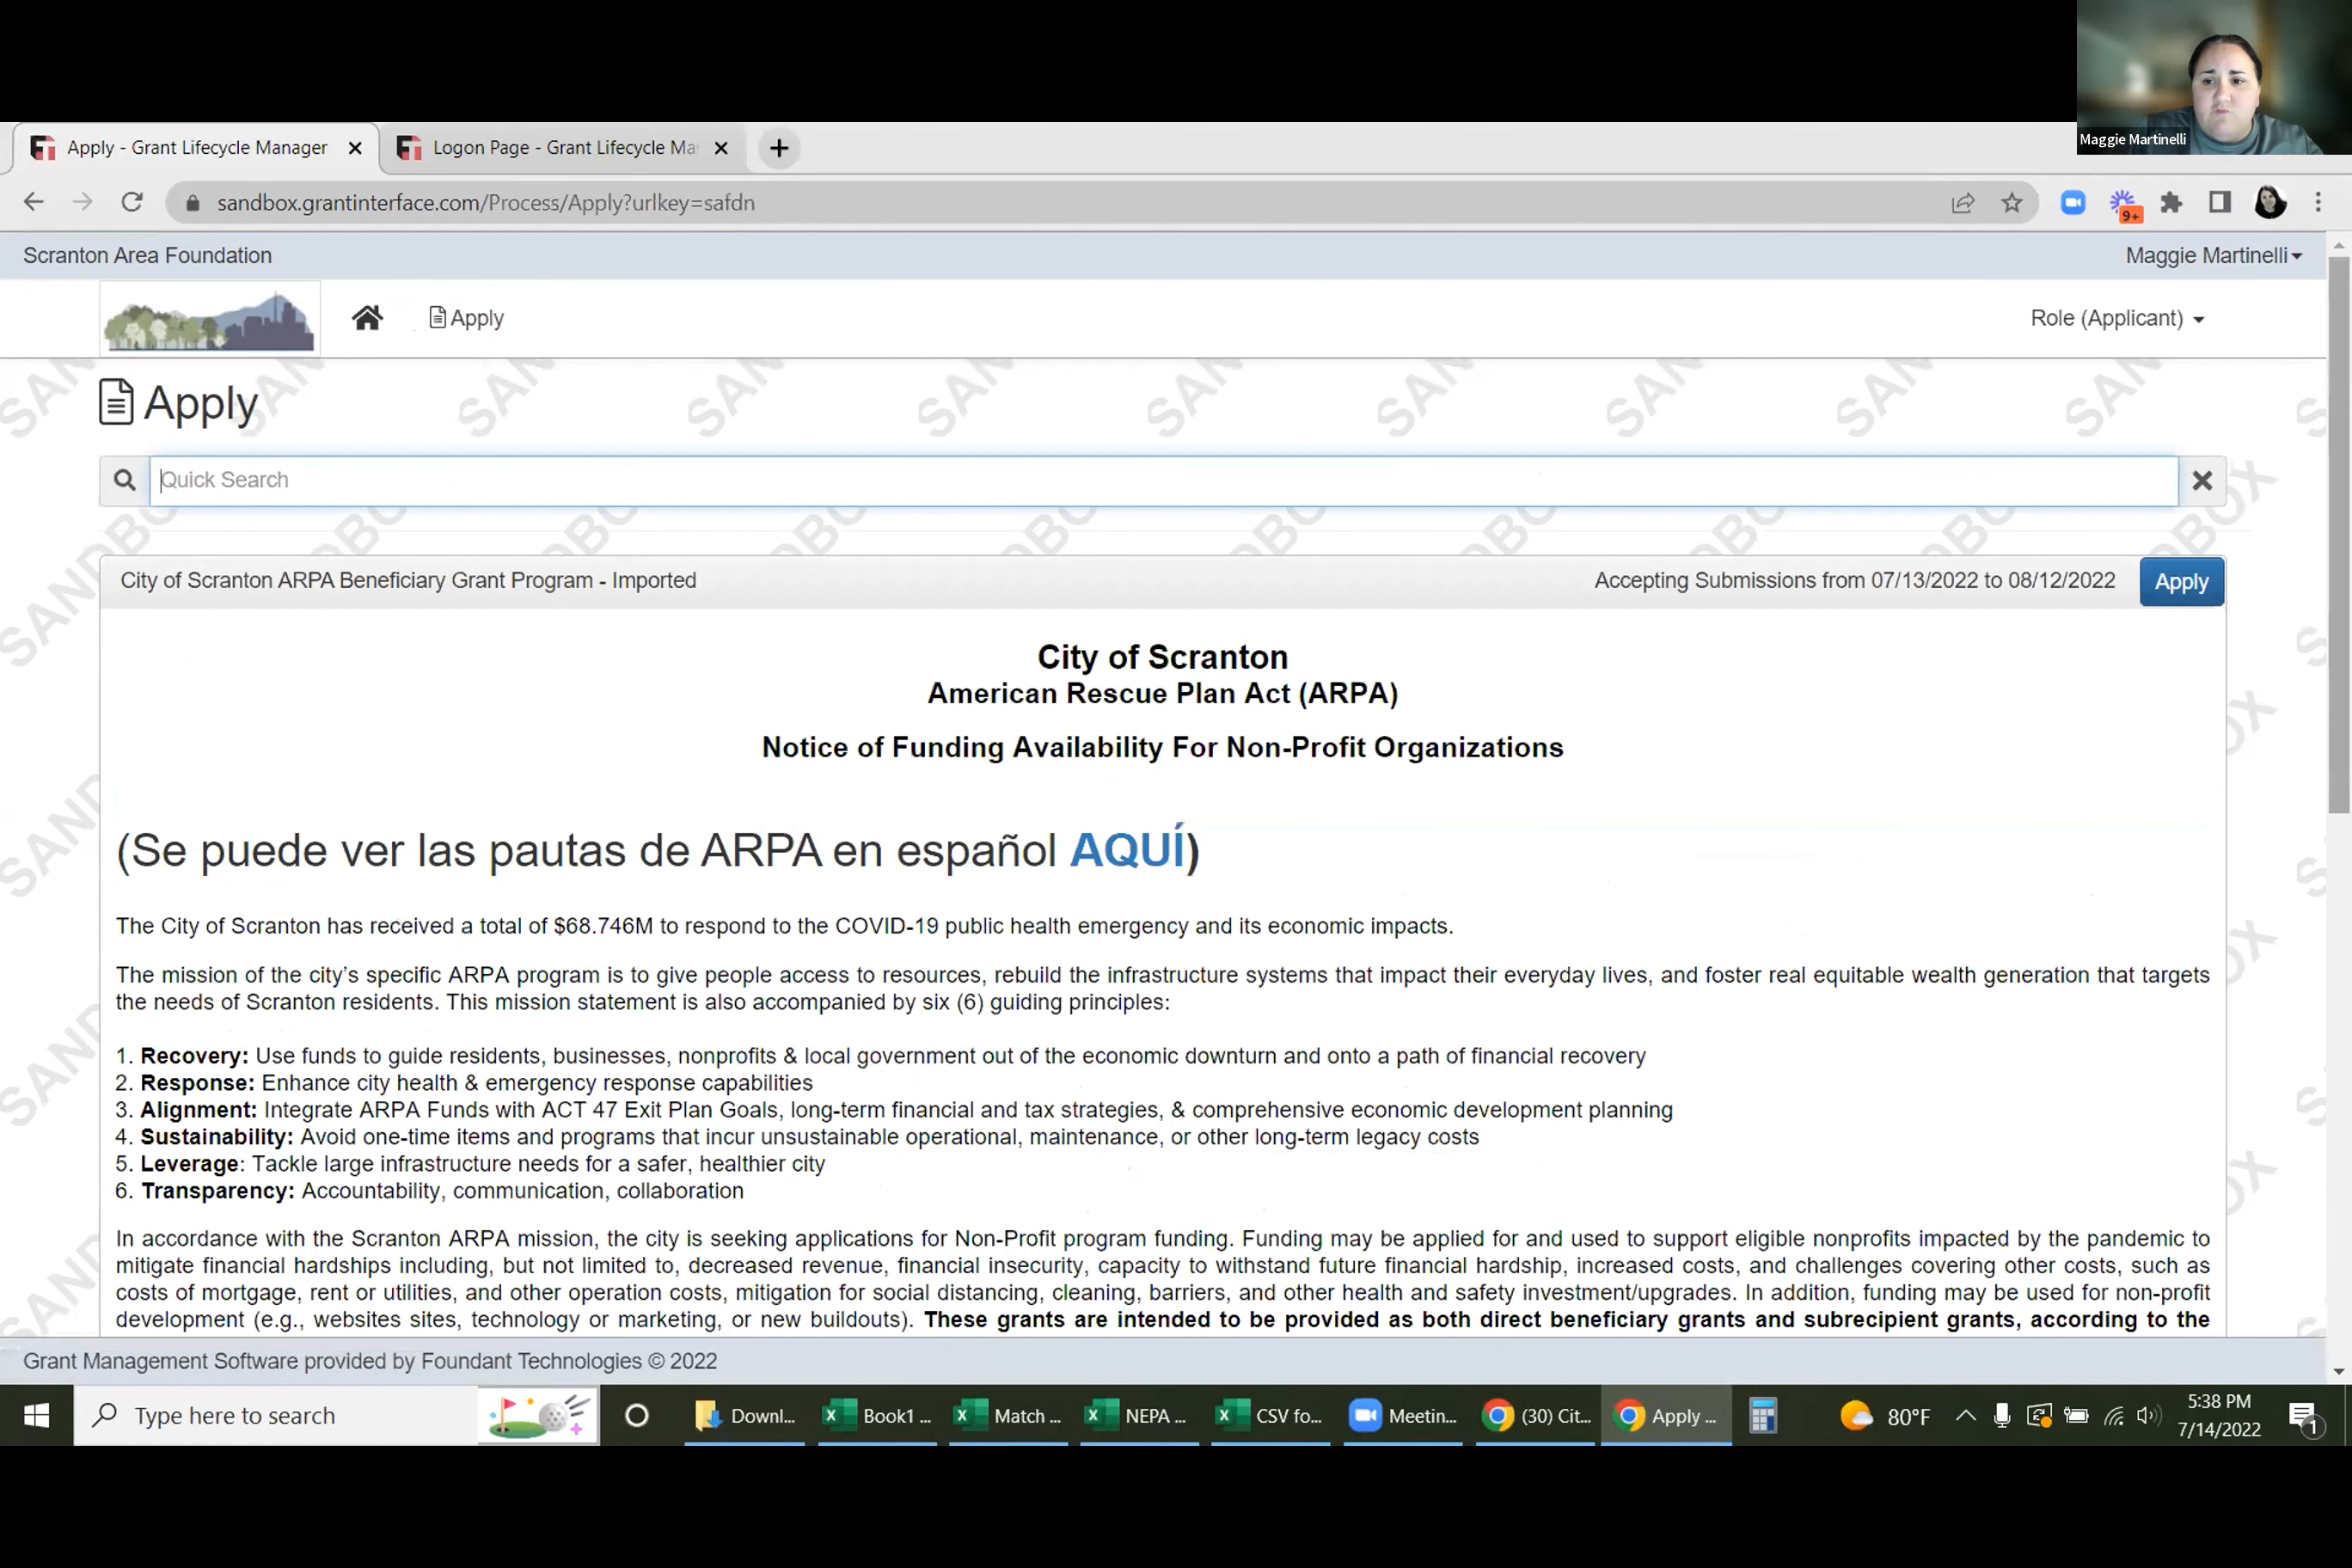 Maggie Martinelli
Apply - Grant Lifecycle Manager
Logon Page - Grant Lifecycle Ma
sandbox.grantinterface.com/Process/Apply?urlkey=safdn
9+
Scranton Area Foundation
Maggie Martinelli
Apply
Role (Applicant)
Apply
Quick Search
City of Scranton ARPA Beneficiary Grant Program - Imported
Accepting Submissions from 07/13/2022 to 08/12/2022
Apply
City of Scranton
American Rescue Plan Act (ARPA)
Notice of Funding Availability For Non-Profit Organizations
(Se puede ver las pautas de ARPA en español AQUÍ)
The City of Scranton has received a total of $68.746M to respond to the COVID-19 public health emergency and its economic impacts.
The mission of the city's specific ARPA program is to give people access to resources, rebuild the infrastructure systems that impact their everyday lives, and foster real equitable wealth generation that targets
the needs of Scranton residents. This mission statement is also accompanied by six (6) guiding principles:
1. Recovery: Use funds to guide residents, businesses, nonprofits & local government out of the economic downturn and onto a path of financial recovery
2. Response: Enhance city health & emergency response capabilities
3. Alignment: Integrate ARPA Funds with ACT 47 Exit Plan Goals, long-term financial and tax strategies, & comprehensive economic development planning
4. Sustainability: Avoid one-time items and programs that incur unsustainable operational, maintenance, or other long-term legacy costs
5. Leverage: Tackle large infrastructure needs for a safer, healthier city
6. Transparency: Accountability, communication, collaboration
In accordance with the Scranton ARPA mission, the city is seeking applications for Non-Profit program funding. Funding may be applied for and used to support eligible nonprofits impacted by the pandemic to
mitigate financial hardships including, but not limited to, decreased revenue, financial insecurity, capacity to withstand future financial hardship, increased costs, and challenges covering other costs, such as
costs of mortgage, rent or utilities, and other operation costs, mitigation for social distancing, cleaning, barriers, and other health and safety investment/upgrades. In addition, funding may be used for non-profit
development (e.g., websites sites, technology or marketing, or new buildouts). These grants are intended to be provided as both direct beneficiary grants and subrecipient grants, according to the
Grant Management Software provided by Foundant Technologies © 2022
Type here to search
Downl...
Book1 ...
Match ...
NEPA ...
CSV fo...
Meetin...
(30) Cit...
Apply ...
80°F
5:38 PM
7/14/2022
1
SANDBOX